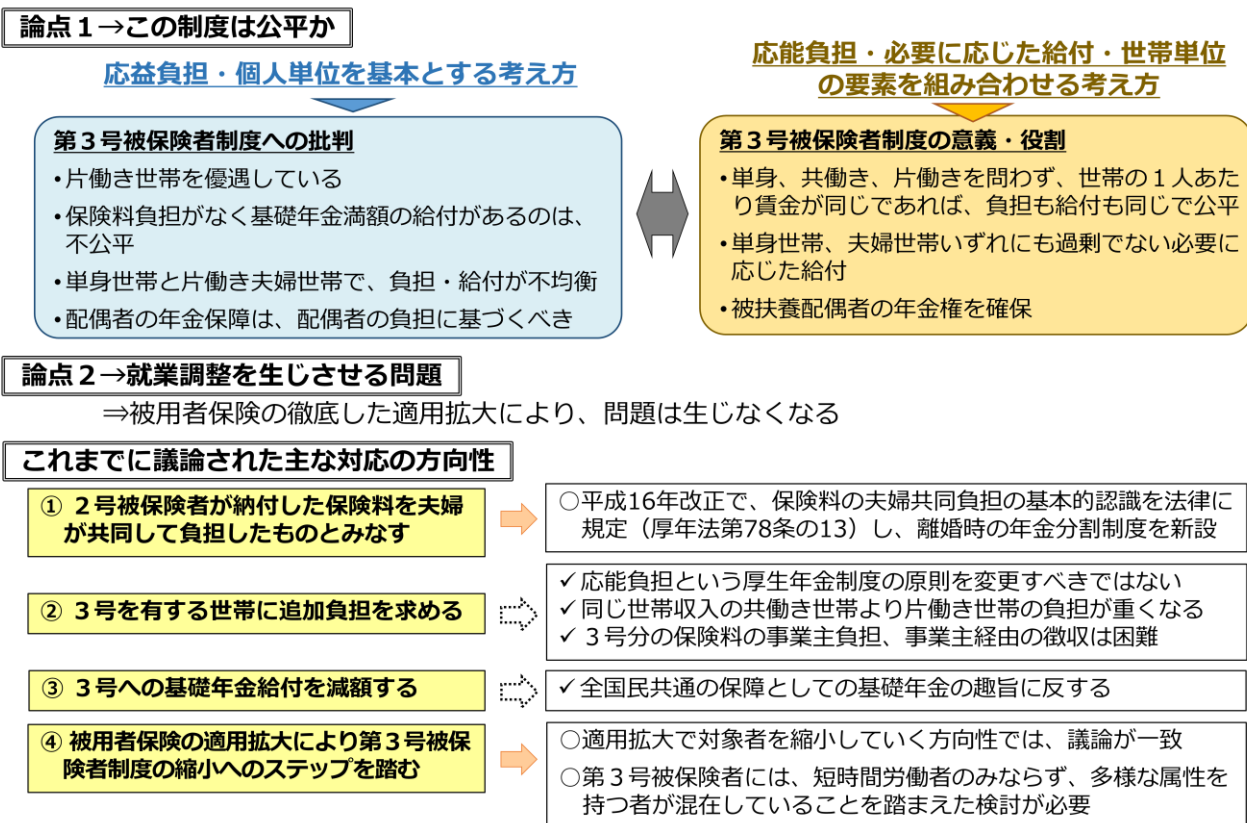 論点1→この制度は公平か
応益負担・個人単位を基本とする考え方
第3号被保険者制度への批判
•片働き世帯を優遇している
•保険料負担がなく基礎年金満額の給付があるのは、
不公平
•単身世帯と片働き夫婦世帯で、負担・給付が不均衡
•配偶者の年金保障は、配偶者の負担に基づくべき
応能負担・必要に応じた給付・世帯単位
の要素を組み合わせる考え方
第3号被保険者制度の意義・役割
•単身、共働き、片働きを問わず、世帯の1人あた
り賃金が同じであれば、負担も給付も同じで公平
•単身世帯、夫婦世帯いずれにも過剰でない必要に
応じた給付
•被扶養配偶者の年金権を確保
論点2→就業調整を生じさせる問題
⇒被用者保険の徹底した適用拡大により、問題は生じなくなる
これまでに議論された主な対応の方向性
① 2号被保険者が納付した保険料を夫婦
が共同して負担したものとみなす
○平成16年改正で、保険料の夫婦共同負担の基本的認識を法律に
規定（厚年法第78条の13）し、離婚時の年金分割制度を新設
② 3号を有する世帯に追加負担を求める
✓応能負担という厚生年金制度の原則を変更すべきではない
✓同じ世帯収入の共働き世帯より片働き世帯の負担が重くなる
✓3号分の保険料の事業主負担、事業主経由の徴収は困難
③ 3号への基礎年金給付を減額する
✓全国民共通の保障としての基礎年金の趣旨に反する
④ 被用者保険の適用拡大により第3号被保
険者制度の縮小へのステップを踏む
○適用拡大で対象者を縮小していく方向性では、議論が一致
○第3号被保険者には、短時間労働者のみならず、多様な属性を
持つ者が混在していることを踏まえた検討が必要